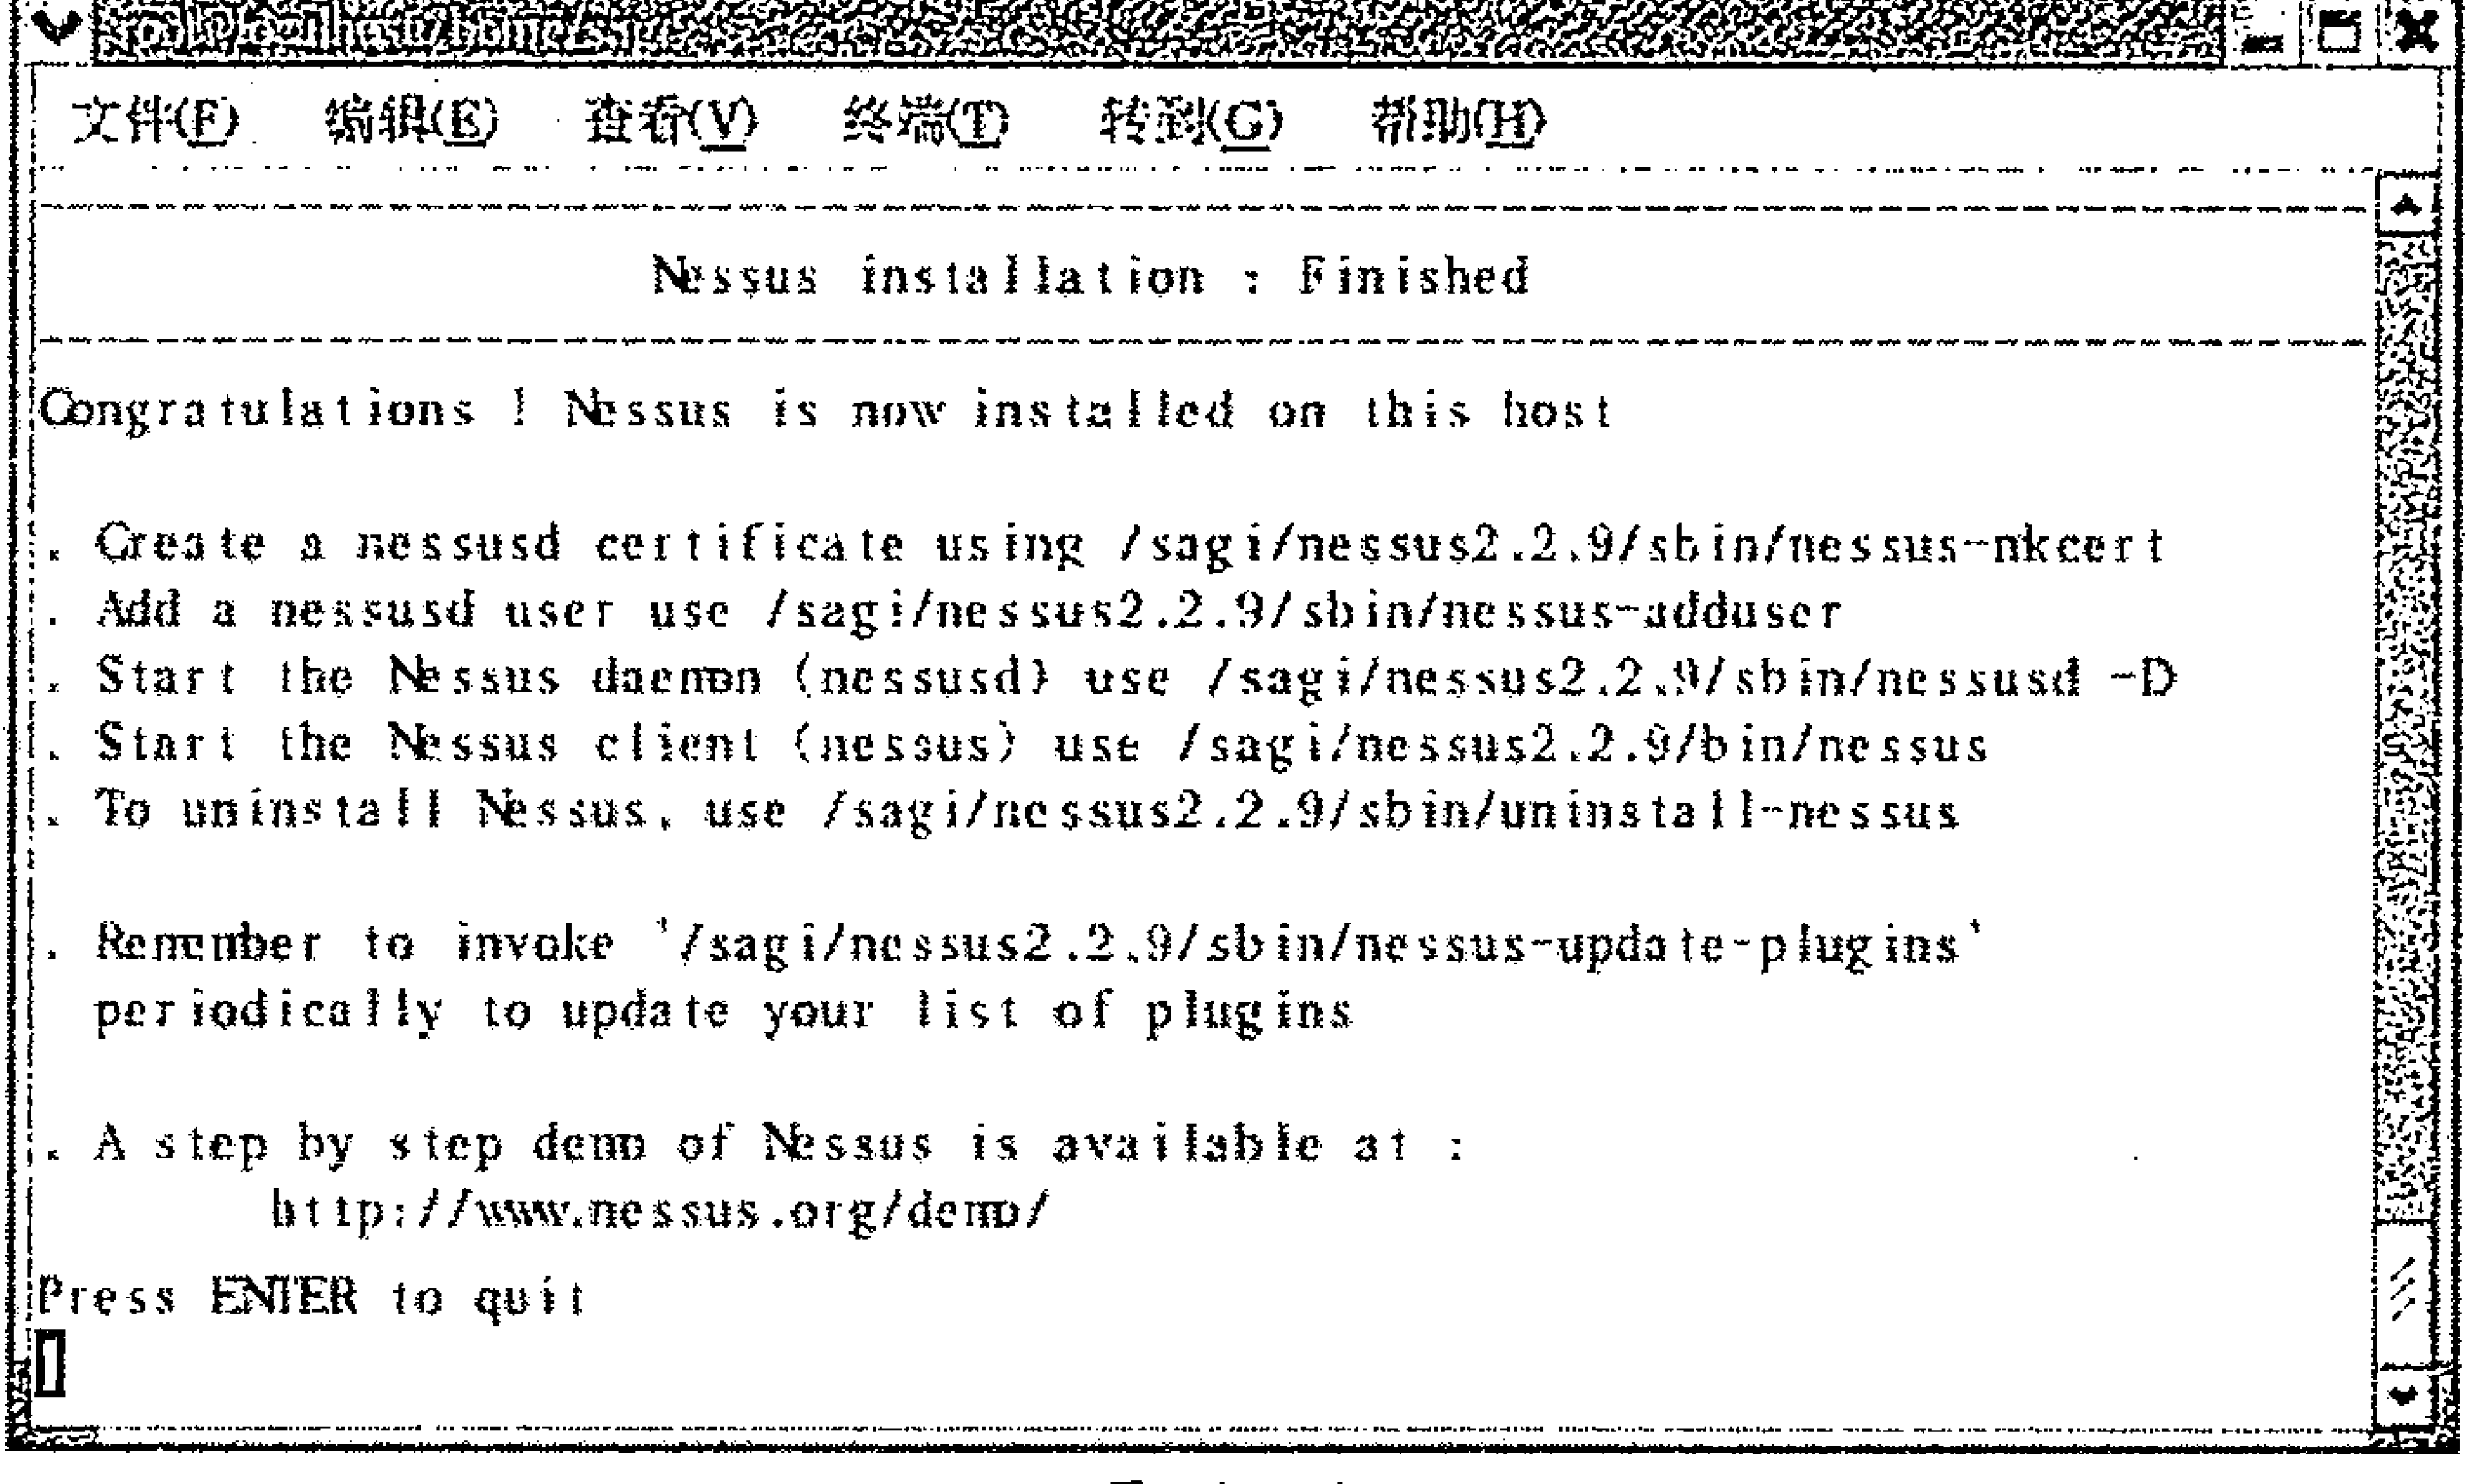 文件(F) 编辑(E) 查看(V) 终端(T) 转到(G) 帮助(H)
Nessus installation : Finished
Congratulations ! Nessus is now installed on this host
. Create a nessusd certificate using /sagi/nessus2.2.9/sbin/nessus-mkcert
. Add a nessusd user use /sagi/nessus2.2.9/sbin/nessus-adduser
. Start the Nessus daemon (nessusd) use /sagi/nessus2.2.9/sbin/nessusd -D
. Start the Nessus client (nessus) use /sagi/nessus2.2.9/bin/nessus
. To uninstall Nessus, use /sagi/nessus2.2.9/sbin/uninstall-nessus
. Remember to invoke '/sagi/nessus2.2.9/sbin/nessus-update-plugins'
periodically to update your list of plugins
. A step by step demo of Nessus is available at :
http://www.nessus.org/demo/
Press ENTER to quit